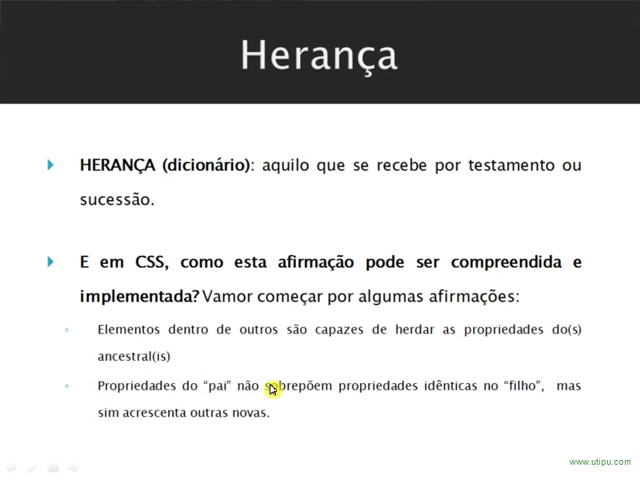 Herança
HERANÇA (dicionário): aquilo que se recebe por testamento ou
sucessão.
E em CSS, como esta afirmação pode ser compreendida e
implementada? Vamor começar por algumas afirmações:
Elementos dentro de outros são capazes de herdar as propriedades do(s)
ancestral(is)
Propriedades do “pai” não sobrepõem propriedades idênticas no “filho”, mas
sim acrescenta outras novas.
www.utipu.com